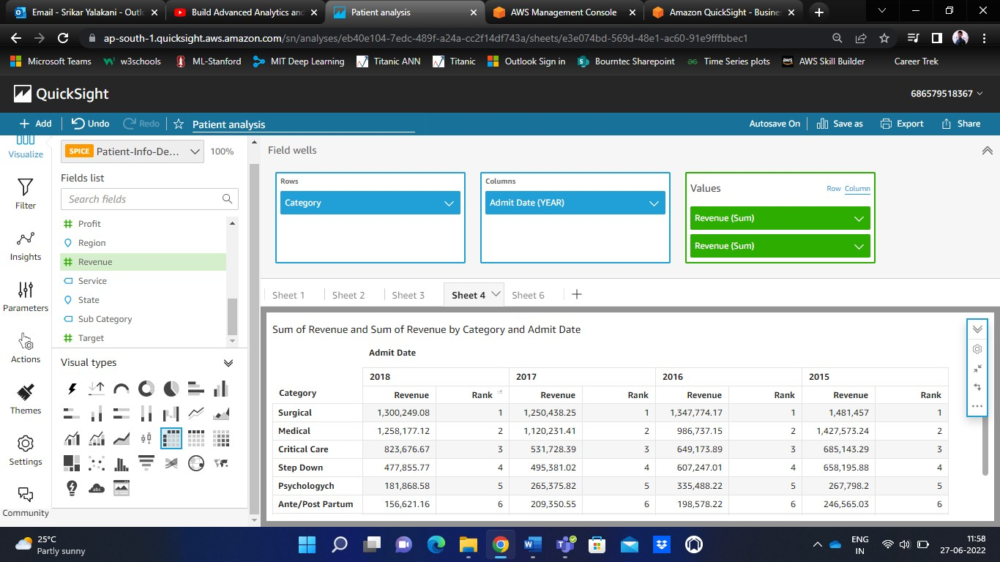 Email - Srikar Yalakani - Outlo
Build Advanced Analytics and
Patient analysis
AWS Management Console
Amazon QuickSight - Busines
ap-south-1.quicksight.aws.amazon.com/sn/analyses/eb40e104-7edc-489f-a24a-cc2f14df743a/sheets/e3e074bd-569d-48e1-ac60-91e9fffbbec1
Microsoft Teams w3schools ML-Stanford MIT Deep Learning Titanic ANN Titanic Outlook Sign in Bourntec Sharepoint Time Series plots AWS Skill Builder Career Trek
QuickSight
686579518367
Add Undo Redo Patient analysis Autosave On Save as Export Share
Visualize
Filter
Insights
Parameters
Actions
Themes
Settings
Community
SPICE Patient-Info-De... 100%
Fields list
Search fields
Profit
Region
Revenue
Service
State
Sub Category
Target
Visual types
abc
Field wells
Rows
Category
Columns
Admit Date (YEAR)
Values Row Column
Revenue (Sum)
Revenue (Sum)
Sheet 1 Sheet 2 Sheet 3 Sheet 4 Sheet 6
Sum of Revenue and Sum of Revenue by Category and Admit Date
Admit Date
2018 2017 2016 2015
Category Revenue Rank Revenue Rank Revenue Rank Revenue Rank
Surgical 1,300,249.08 1 1,250,438.25 1 1,347,774.17 1 1,481,457 1
Medical 1,258,177.12 2 1,120,231.41 2 986,737.15 2 1,427,573.24 2
Critical Care 823,676.67 3 531,728.39 3 649,173.89 3 685,143.29 3
Step Down 477,855.77 4 495,381.02 4 607,247.01 4 658,195.88 4
Psychologych 181,868.58 5 265,375.82 5 335,488.22 5 267,798.2 5
Ante/Post Partum 156,621.16 6 209,350.55 6 198,578.22 6 246,565.03 6
25°C
Partly sunny
ENG
IN
11:58
27-06-2022